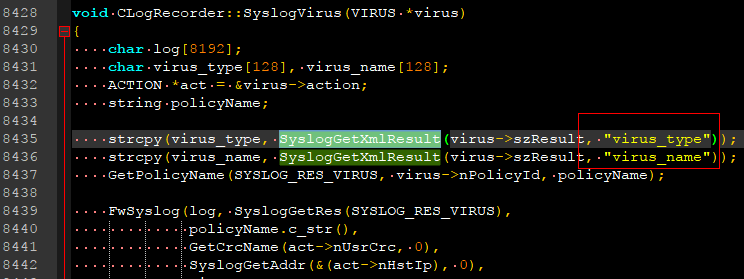 8428 void CLogRecorder::SyslogVirus(VIRUS *virus)
8429 {
8430 char log[8192];
8431 char virus_type[128], virus_name[128];
8432 ACTION *act = &virus->action;
8433 string policyName;
8434
8435 strcpy(virus_type, SyslogGetXmlResult(virus->szResult, "virus_type"));
8436 strcpy(virus_name, SyslogGetXmlResult(virus->szResult, "virus_name"));
8437 GetPolicyName(SYSLOG_RES_VIRUS, virus->nPolicyId, policyName);
8438
8439 FwSyslog(log, SyslogGetRes(SYSLOG_RES_VIRUS),
8440 policyName.c_str(),
8441 GetCrcName(act->nUsrCrc, 0),
8442 SyslogGetAddr(&(act->nHstIp), 0),